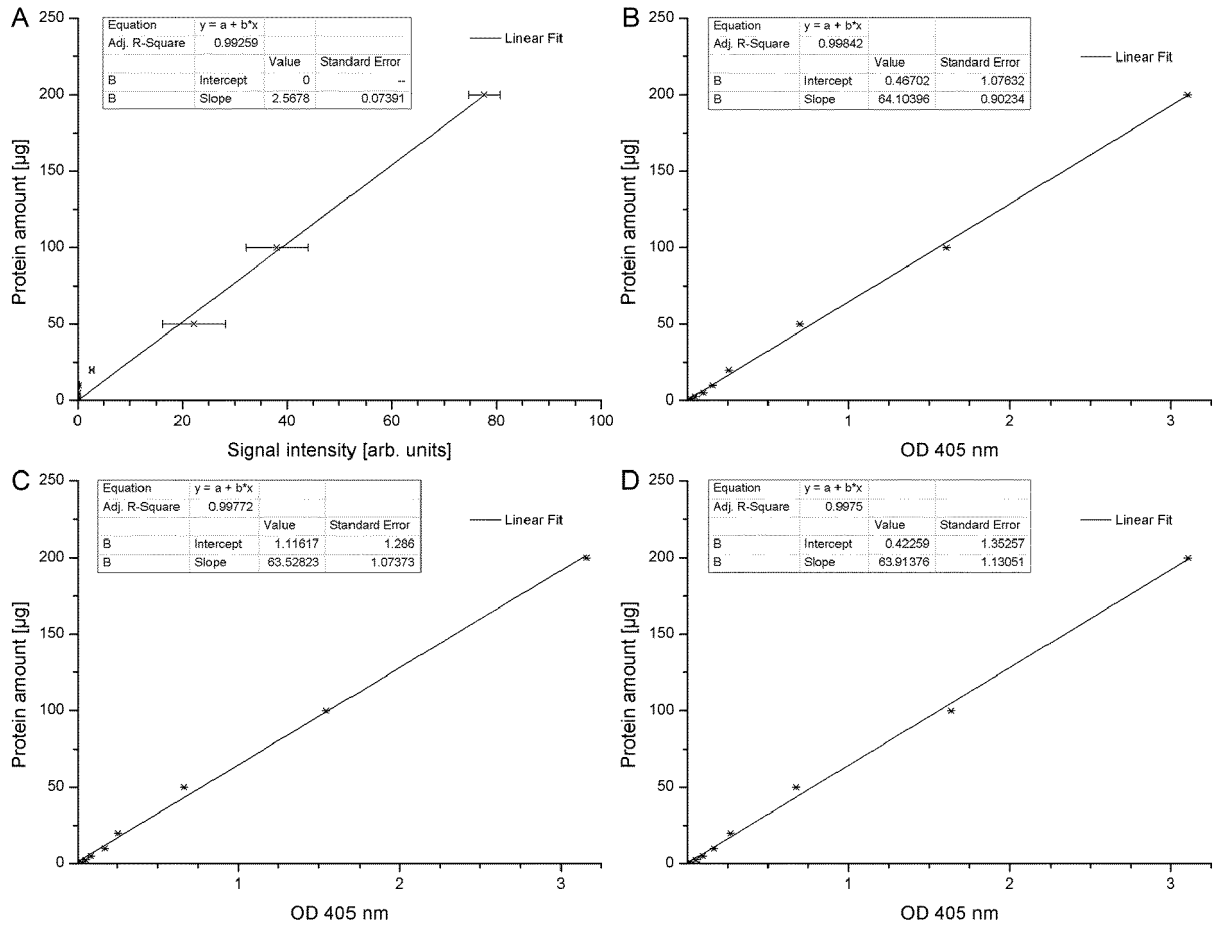 A
Equation y = a + b*x
Adj. R-Square 0.99259
Value Standard Error
B Intercept 0 --
B Slope 2.5678 0.07391
Linear Fit
250
200
150
100
50
0
Protein amount [µg]
0 20 40 60 80 100
Signal intensity [arb. units]
B
Equation y = a + b*x
Adj. R-Square 0.99842
Value Standard Error
B Intercept 0.46702 1.07632
B Slope 64.10396 0.90234
Linear Fit
250
200
150
100
50
0
Protein amount [µg]
1 2 3
OD 405 nm
C
Equation y = a + b*x
Adj. R-Square 0.99772
Value Standard Error
B Intercept 1.11617 1.286
B Slope 63.52823 1.07373
Linear Fit
250
200
150
100
50
0
Protein amount [µg]
1 2 3
OD 405 nm
D
Equation y = a + b*x
Adj. R-Square 0.9975
Value Standard Error
B Intercept 0.42259 1.35257
B Slope 63.91376 1.13051
Linear Fit
250
200
150
100
50
0
Protein amount [µg]
1 2 3
OD 405 nm